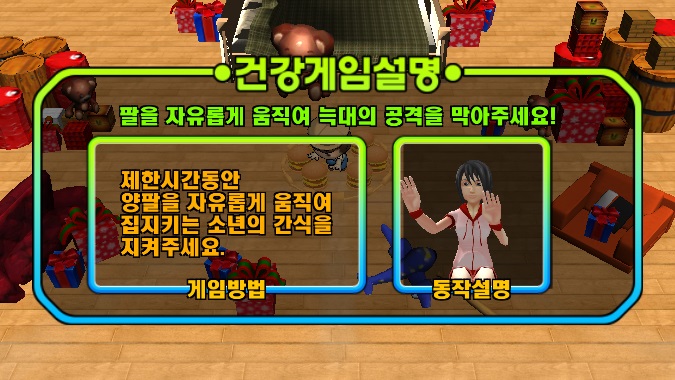 •건강게임설명•
팔을 자유롭게 움직여 늑대의 공격을 막아주세요!
제한시간동안
양팔을 자유롭게 움직여
집지키는 소년의 간식을
지켜주세요.
게임방법
동작설명